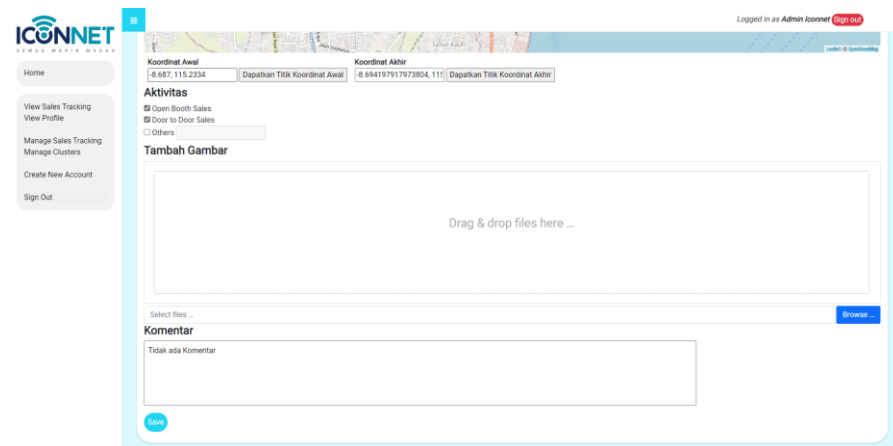 ICONNET
SEMUA MAKIN MUDAH
Logged in as Admin Iconnet Sign out
Home
View Sales Tracking
View Profile
Manage Sales Tracking
Manage Clusters
Create New Account
Sign Out
Leaflet | © OpenStreetMap
Koordinat Awal Koordinat Akhir
-8.687, 115.2334 Dapatkan Titik Koordinat Awal -8.694197917973804, 115 Dapatkan Titik Koordinat Akhir
Aktivitas
Open Booth Sales
Door to Door Sales
Others
Tambah Gambar
Drag & drop files here …
Select files ...
Browse …
Komentar
Tidak ada Komentar
Save